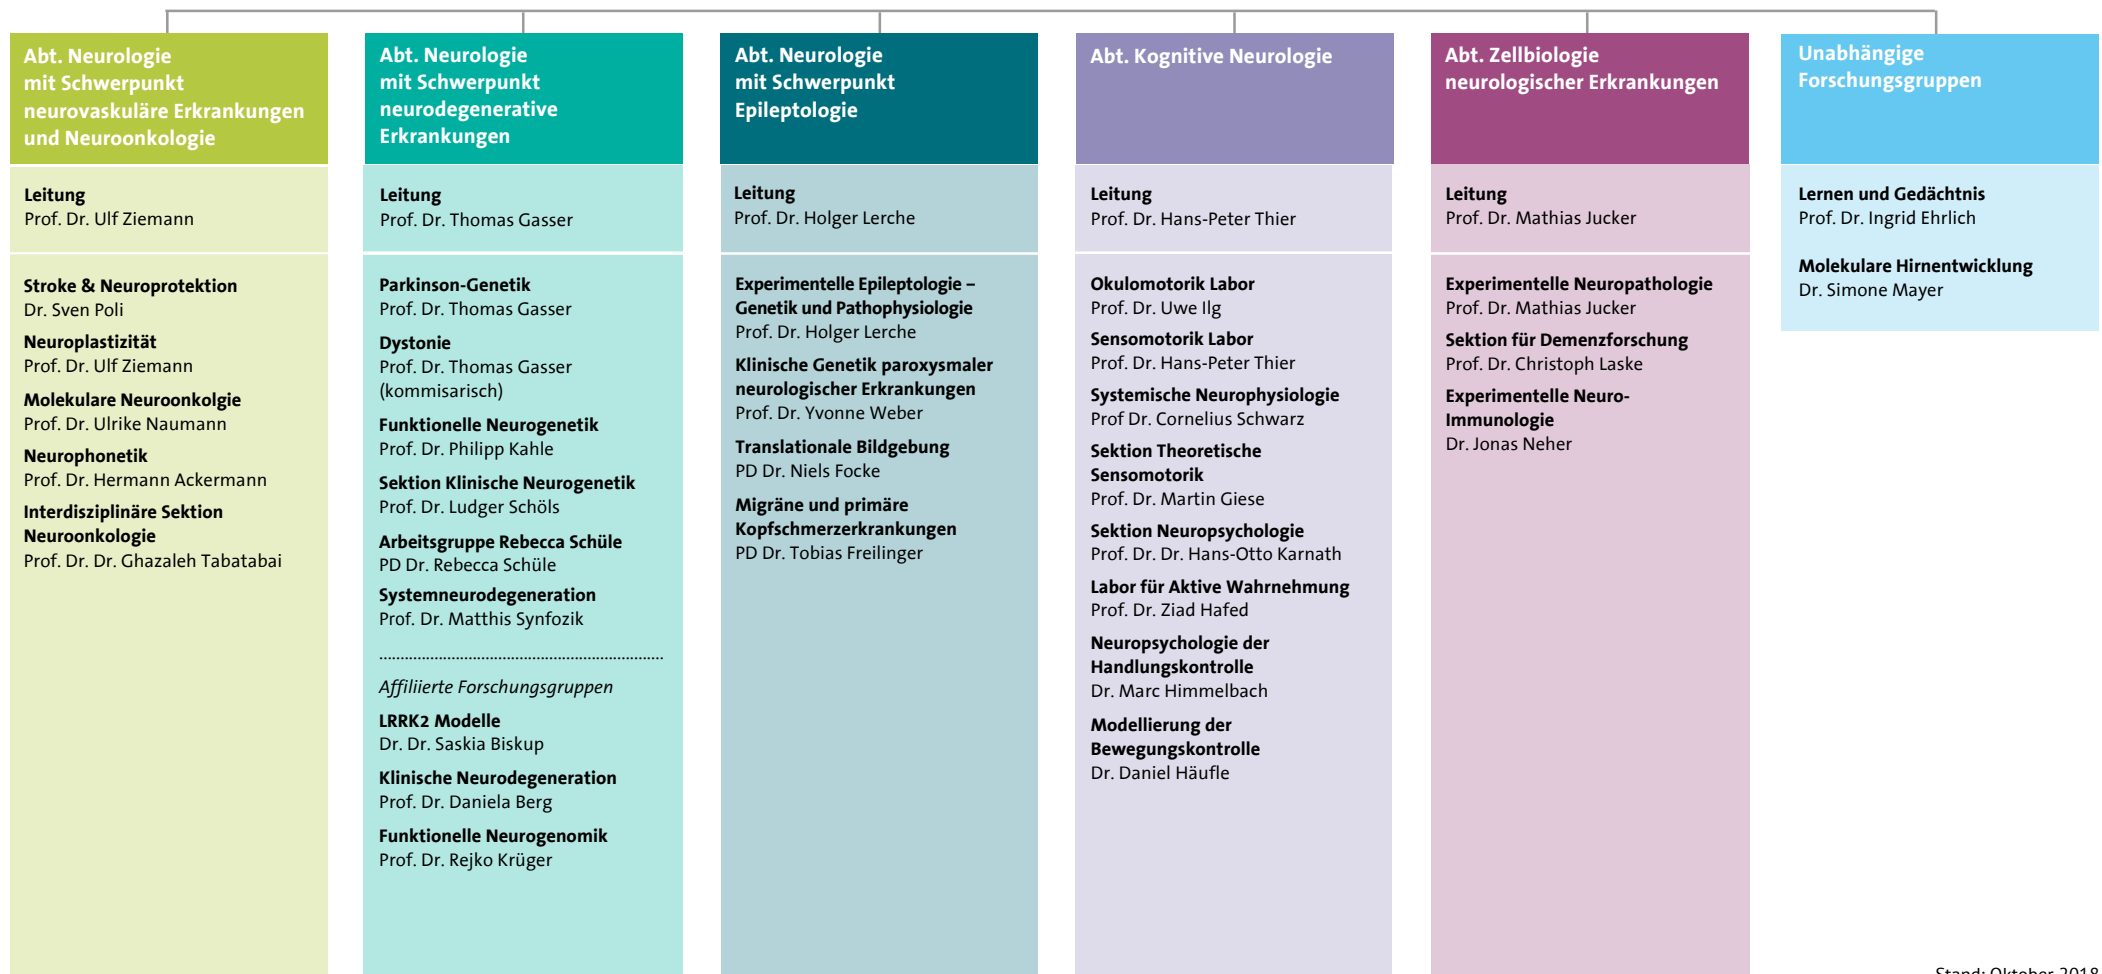 Abt. Neurologie
mit Schwerpunkt
neurovaskuläre Erkrankungen
und Neuroonkologie
Leitung
Prof. Dr. Ulf Ziemann
Stroke & Neuroprotektion
Dr. Sven Poli
Neuroplastizität
Prof. Dr. Ulf Ziemann
Molekulare Neuroonkolgie
Prof. Dr. Ulrike Naumann
Neurophonetik
Prof. Dr. Hermann Ackermann
Interdisziplinäre Sektion
Neuroonkologie
Prof. Dr. Dr. Ghazaleh Tabatabai
Abt. Neurologie
mit Schwerpunkt
neurodegenerative
Erkrankungen
Leitung
Prof. Dr. Thomas Gasser
Parkinson-Genetik
Prof. Dr. Thomas Gasser
Dystonie
Prof. Dr. Thomas Gasser
(kommisarisch)
Funktionelle Neurogenetik
Prof. Dr. Philipp Kahle
Sektion Klinische Neurogenetik
Prof. Dr. Ludger Schöls
Arbeitsgruppe Rebecca Schüle
PD Dr. Rebecca Schüle
Systemneurodegeneration
Prof. Dr. Matthis Synfozik
Affiliierte Forschungsgruppen
LRRK2 Modelle
Dr. Dr. Saskia Biskup
Klinische Neurodegeneration
Prof. Dr. Daniela Berg
Funktionelle Neurogenomik
Prof. Dr. Rejko Krüger
Abt. Neurologie
mit Schwerpunkt
Epileptologie
Leitung
Prof. Dr. Holger Lerche
Experimentelle Epileptologie –
Genetik und Pathophysiologie
Prof. Dr. Holger Lerche
Klinische Genetik paroxysmaler
neurologischer Erkrankungen
Prof. Dr. Yvonne Weber
Translationale Bildgebung
PD Dr. Niels Focke
Migräne und primäre
Kopfschmerzerkrankungen
PD Dr. Tobias Freilinger
Abt. Kognitive Neurologie
Leitung
Prof. Dr. Hans-Peter Thier
Okulomotorik Labor
Prof. Dr. Uwe Ilg
Sensomotorik Labor
Prof. Dr. Hans-Peter Thier
Systemische Neurophysiologie
Prof Dr. Cornelius Schwarz
Sektion Theoretische
Sensomotorik
Prof. Dr. Martin Giese
Sektion Neuropsychologie
Prof. Dr. Dr. Hans-Otto Karnath
Labor für Aktive Wahrnehmung
Prof. Dr. Ziad Hafed
Neuropsychologie der
Handlungskontrolle
Dr. Marc Himmelbach
Modellierung der
Bewegungskontrolle
Dr. Daniel Häufle
Abt. Zellbiologie
neurologischer Erkrankungen
Leitung
Prof. Dr. Mathias Jucker
Experimentelle Neuropathologie
Prof. Dr. Mathias Jucker
Sektion für Demenzforschung
Prof. Dr. Christoph Laske
Experimentelle Neuro-
Immunologie
Dr. Jonas Neher
Unabhängige
Forschungsgruppen
Lernen und Gedächtnis
Prof. Dr. Ingrid Ehrlich
Molekulare Hirnentwicklung
Dr. Simone Mayer
Stand: Oktober 2018